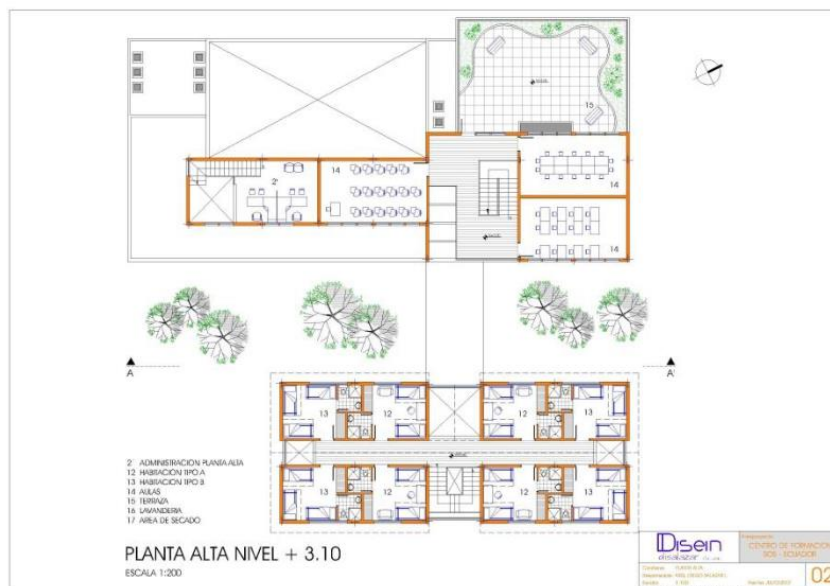 15
2
14
14
14
A
A'
13
12
12
13
13
12
12
13
2 ADMINISTRACION PLANTA ALTA
12 HABITACION TIPO A
13 HABITACION TIPO B
14 AULAS
15 TERRAZA
16 LAVANDERIA
17 AREA DE SECADO
PLANTA ALTA NIVEL + 3.10
ESCALA 1:200
Disein
disalazar
CENTRO DE FORMACION
SOS - ECUADOR
02